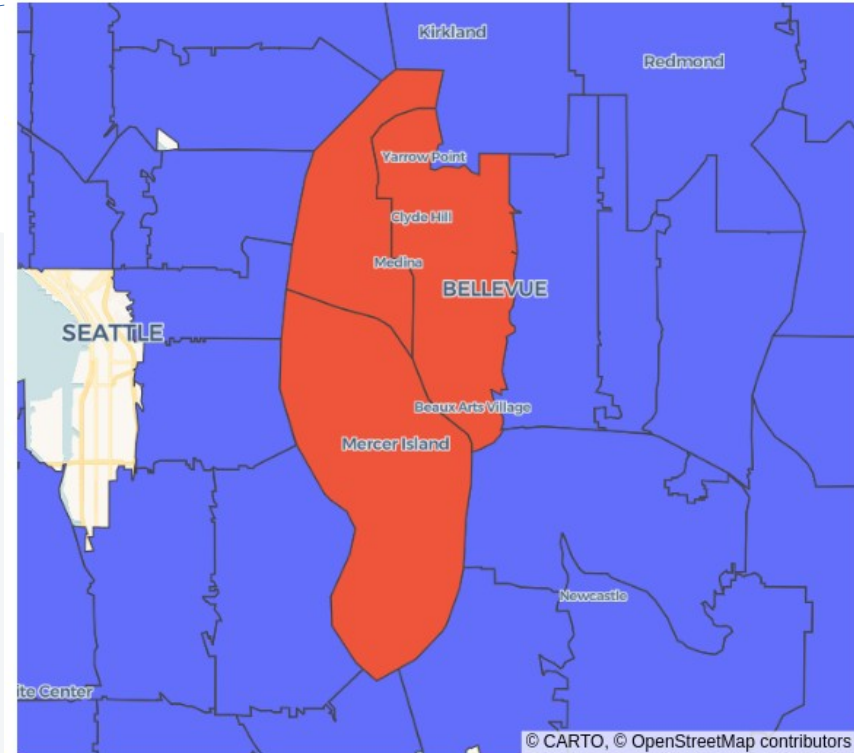 Kirkland
Redmond
Yarrow Point
Clyde Hill
Medina
BELLEVUE
SEATTLE
Beaux Arts Village
Mercer Island
Newcastle
ite Center
© CARTO, © OpenStreetMap contributors